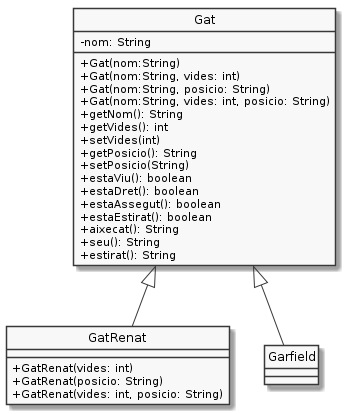 Gat
-nom: String
+Gat(nom:String)
+Gat(nom:String, vides: int)
+Gat(nom:String, posicio: String)
+Gat(nom:String, vides: int, posicio: String)
+getNom(): String
+getVides(): int
+setVides(int)
+getPosicio(): String
+setPosicio(String)
+estaViu(): boolean
+estaDret(): boolean
+estaAssegut(): boolean
+estaEstirat(): boolean
+aixecat(): String
+seu(): String
+estirat(): String
GatRenat
+GatRenat(vides: int)
+GatRenat(posicio: String)
+GatRenat(vides: int, posicio: String)
Garfield